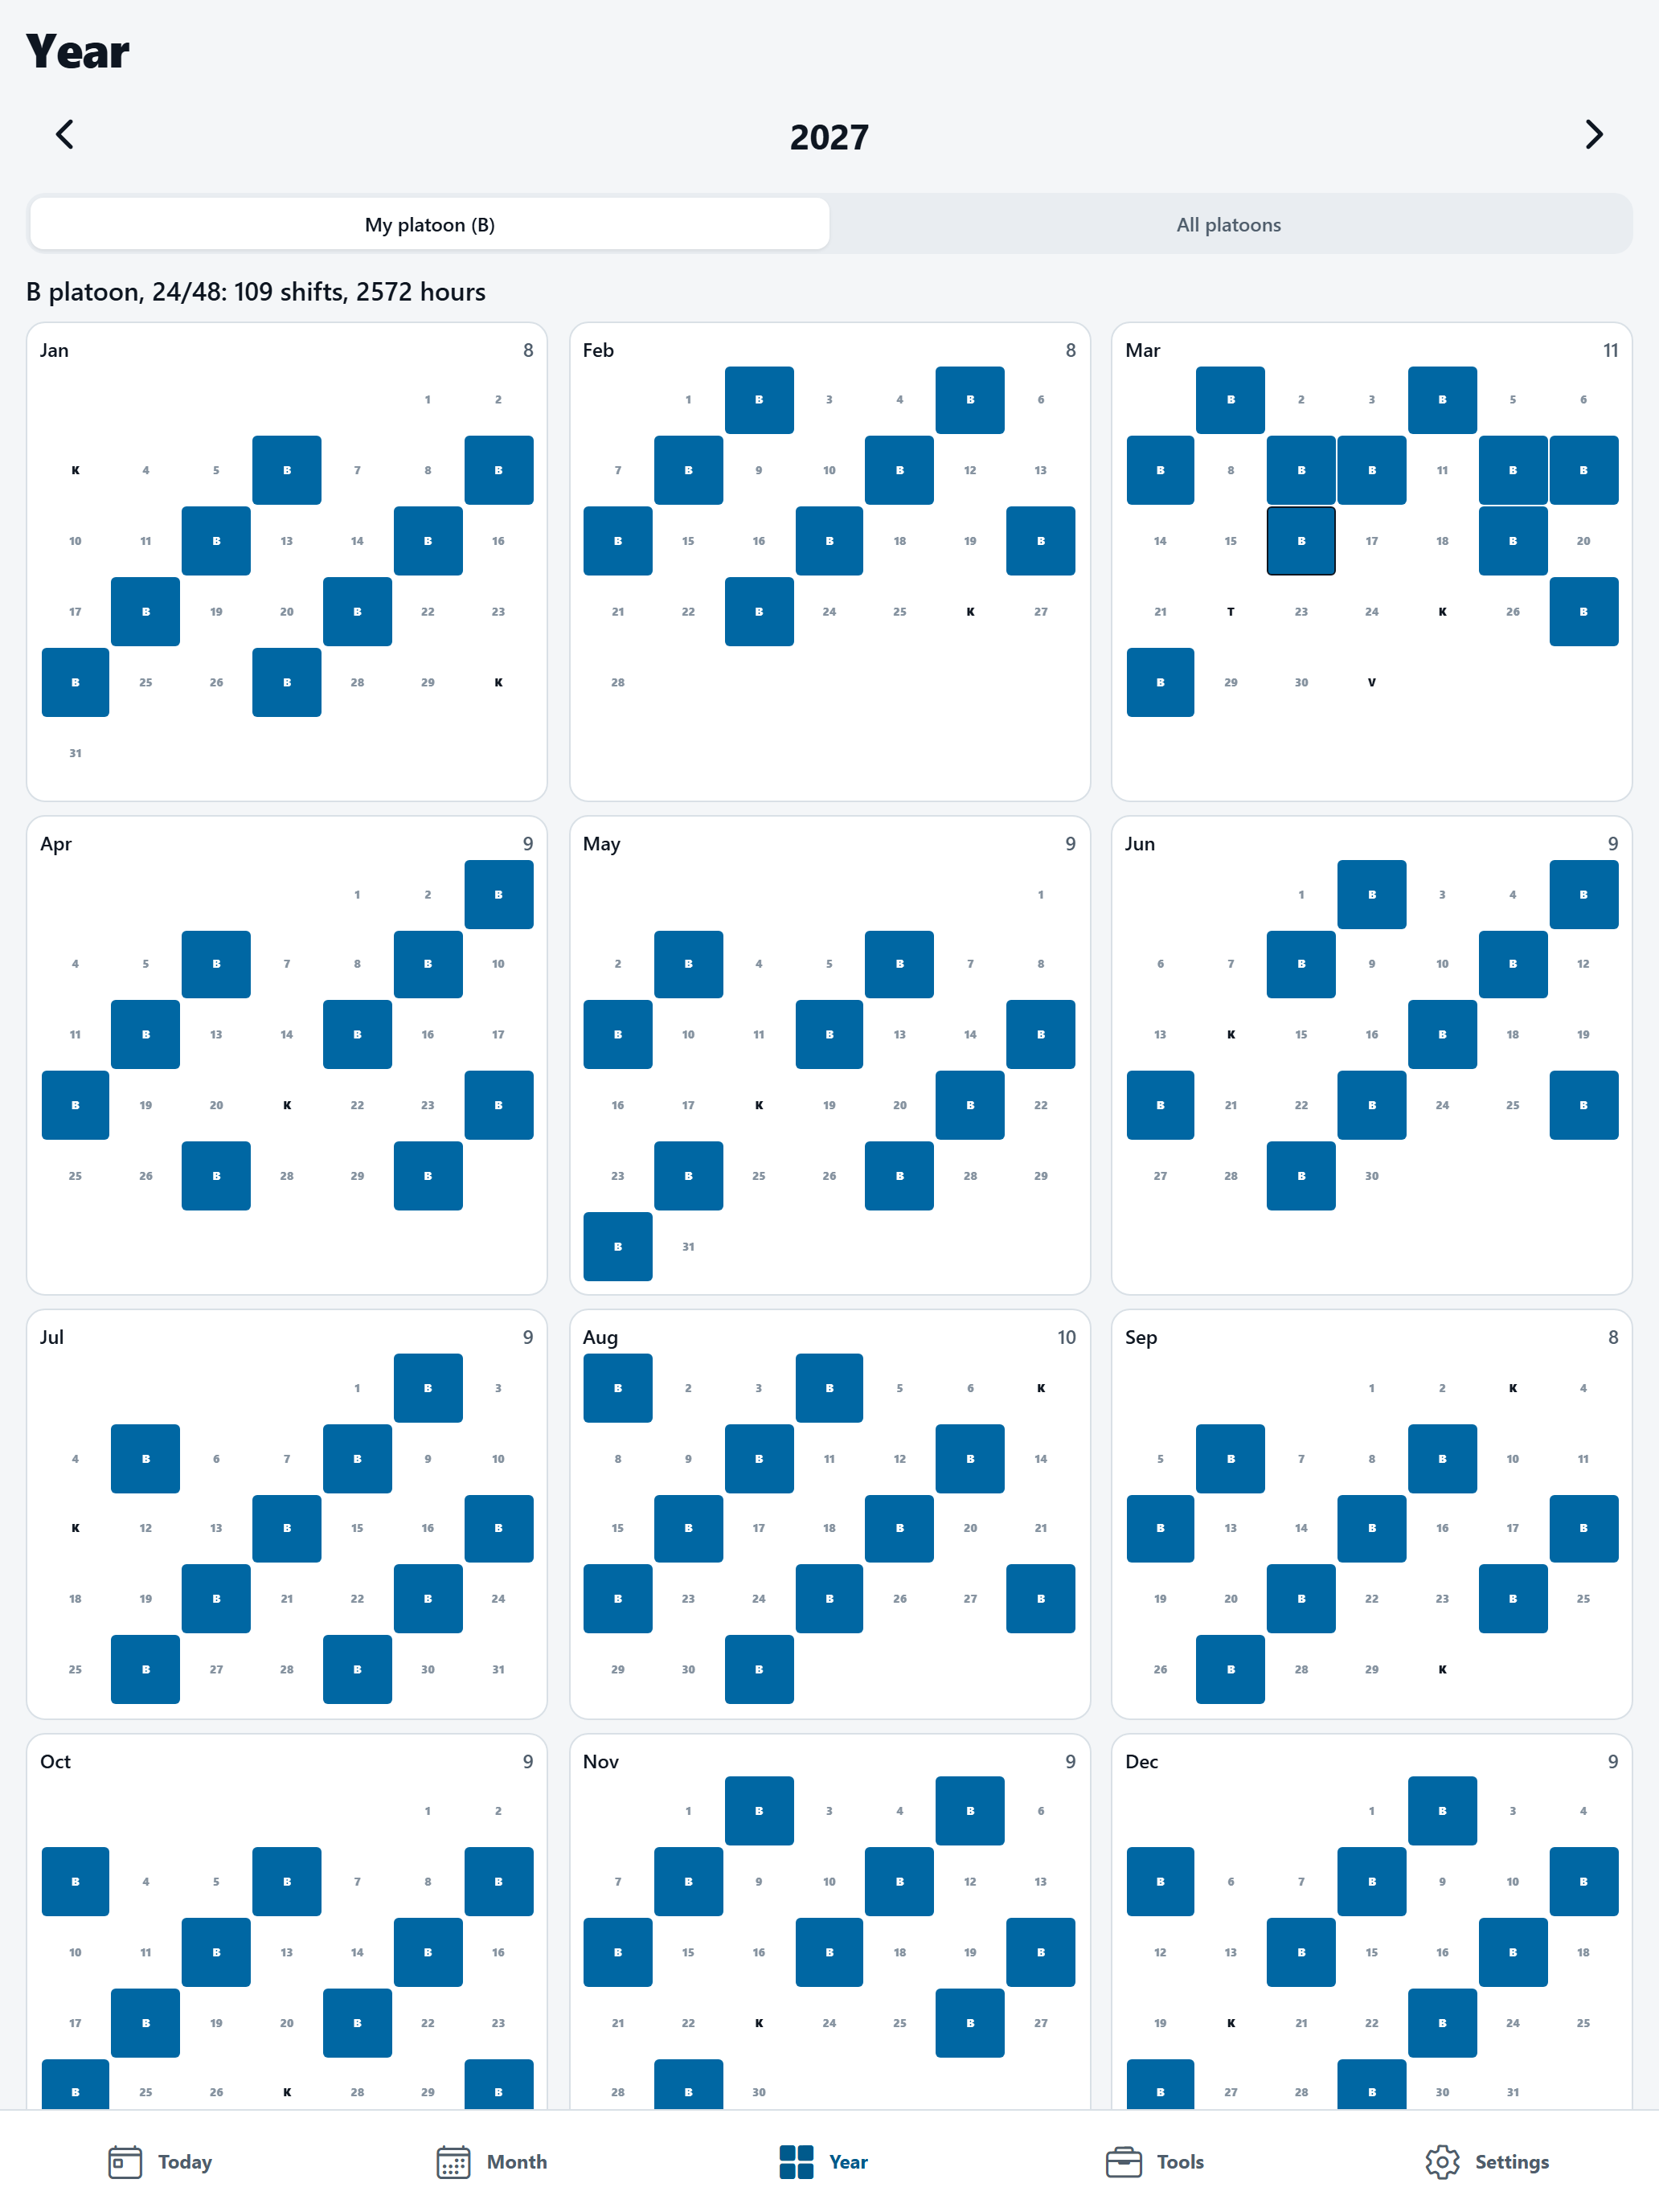 Year
2027
My platoon (B) All platoons
B platoon, 24/48: 109 shifts, 2572 hours
Jan 8
1 2
K 4 5 B 7 8 B
10 11 B 13 14 B 16
17 B 19 20 B 22 23
B 25 26 B 28 29 K
31
Feb 8
1 B 3 4 B 6
7 B 9 10 B 12 13
B 15 16 B 18 19 B
21 22 B 24 25 K 27
28
Mar 11
B 2 3 B 5 6
B 8 B B 11 B B
14 15 B 17 18 B 20
21 T 23 24 K 26 B
B 29 30 V
Apr 9
1 2 B
4 5 B 7 8 B 10
11 B 13 14 B 16 17
B 19 20 K 22 23 B
25 26 B 28 29 B
May 9
1
2 B 4 5 B 7 8
B 10 11 B 13 14 B
16 17 K 19 20 B 22
23 B 25 26 B 28 29
B 31
Jun 9
1 B 3 4 B
6 7 B 9 10 B 12
13 K 15 16 B 18 19
B 21 22 B 24 25 B
27 28 B 30
Jul 9
1 B 3
4 B 6 7 B 9 10
K 12 13 B 15 16 B
18 19 B 21 22 B 24
25 B 27 28 B 30 31
Aug 10
B 2 3 B 5 6 K
8 9 B 11 12 B 14
15 B 17 18 B 20 21
B 23 24 B 26 27 B
29 30 B
Sep 8
1 2 K 4
5 B 7 8 B 10 11
B 13 14 B 16 17 B
19 20 B 22 23 B 25
26 B 28 29 K
Oct 9
1 2
B 4 5 B 7 8 B
10 11 B 13 14 B 16
17 B 19 20 B 22 23
B 25 26 K 28 29 B
Nov 9
1 B 3 4 B 6
7 B 9 10 B 12 13
B 15 16 B 18 19 B
21 22 K 24 25 B 27
28 B 30
Dec 9
1 B 3 4
B 6 7 B 9 10 B
12 13 B 15 16 B 18
19 K 21 22 B 24 25
B 27 28 B 30 31
Today Month Year Tools Settings